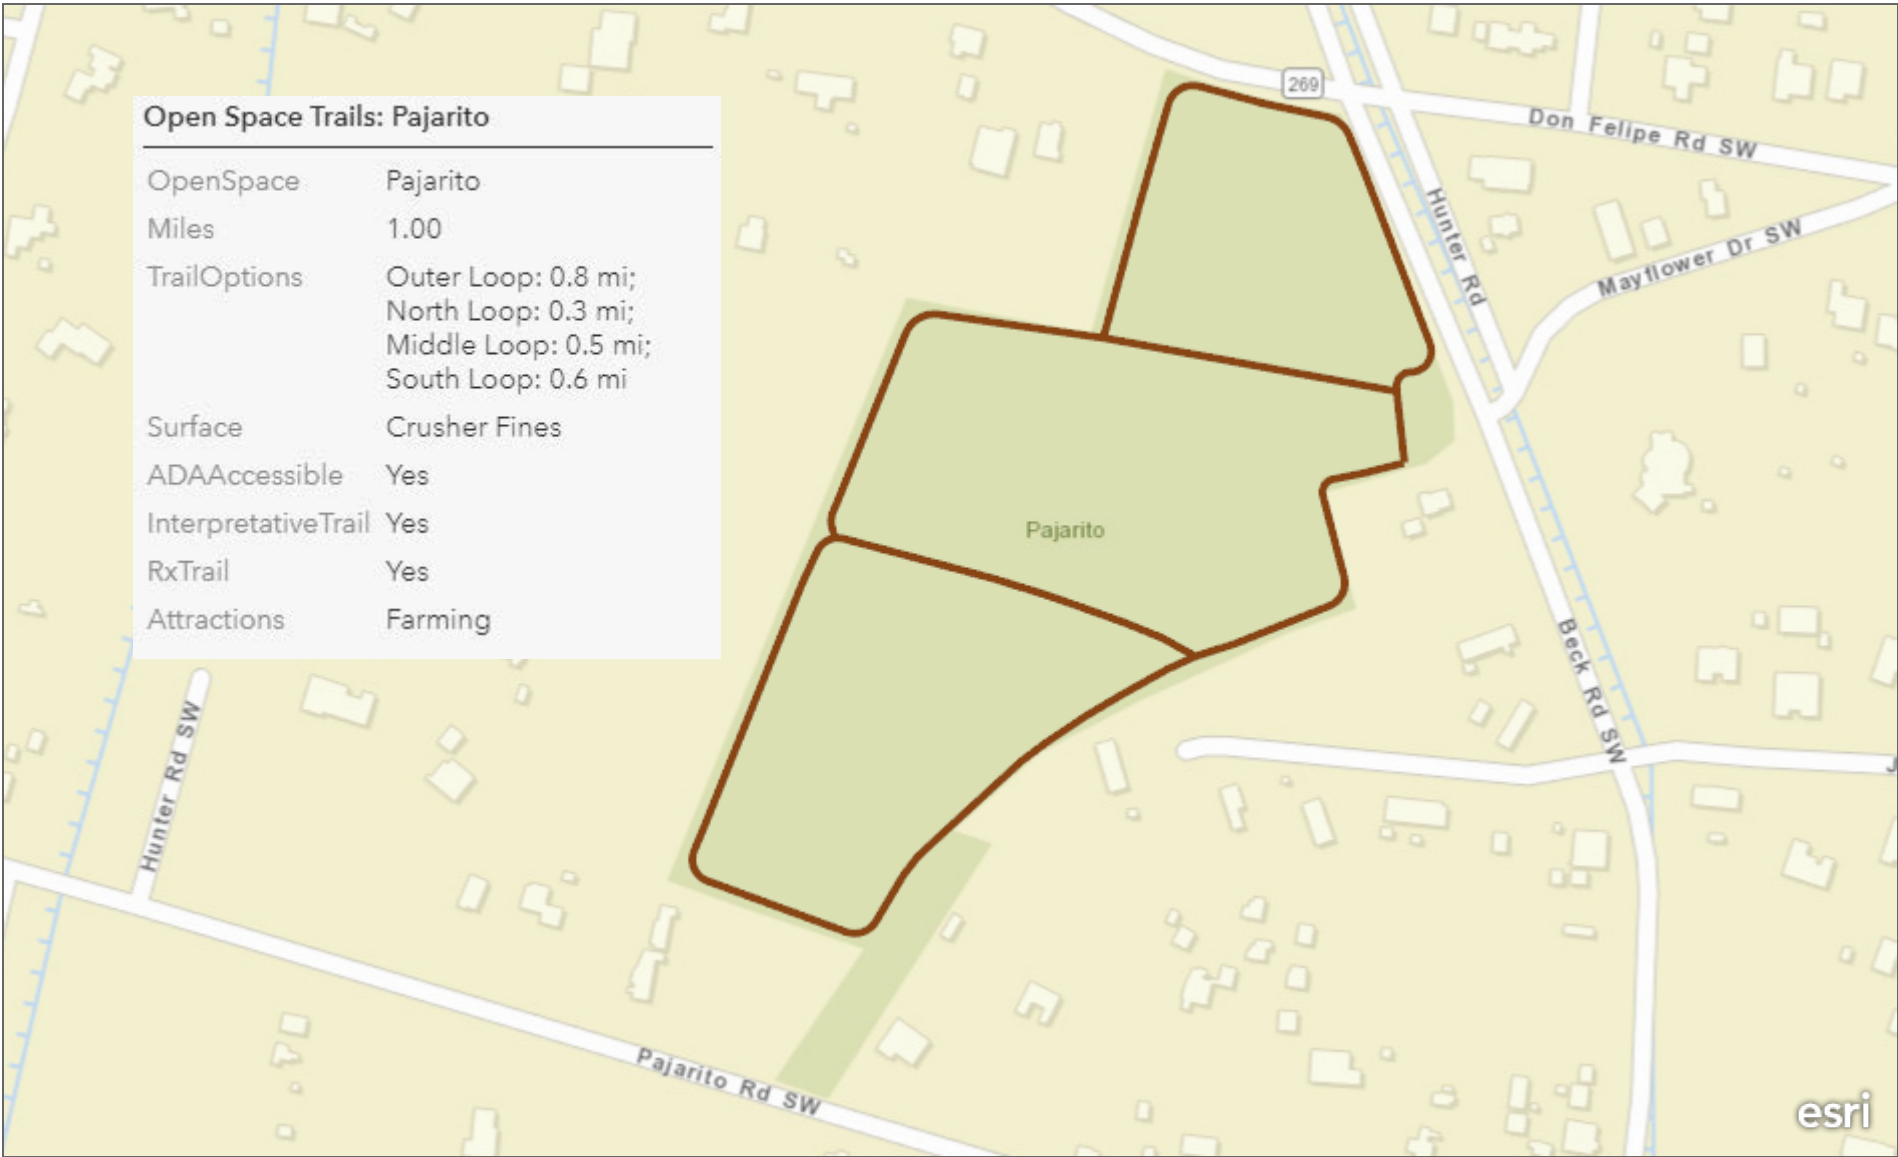 269
Don Felipe Rd SW
Open Space Trails: Pajarito
OpenSpace Pajarito
Miles 1.00
TrailOptions Outer Loop: 0.8 mi;
North Loop: 0.3 mi;
Middle Loop: 0.5 mi;
South Loop: 0.6 mi
Surface Crusher Fines
ADAAccessible Yes
InterpretativeTrail Yes
RxTrail Yes
Attractions Farming
Hunter Rd
Mayflower Dr SW
Pajarito
Beck Rd SW
Hunter Rd SW
J
Pajarito Rd SW
esri